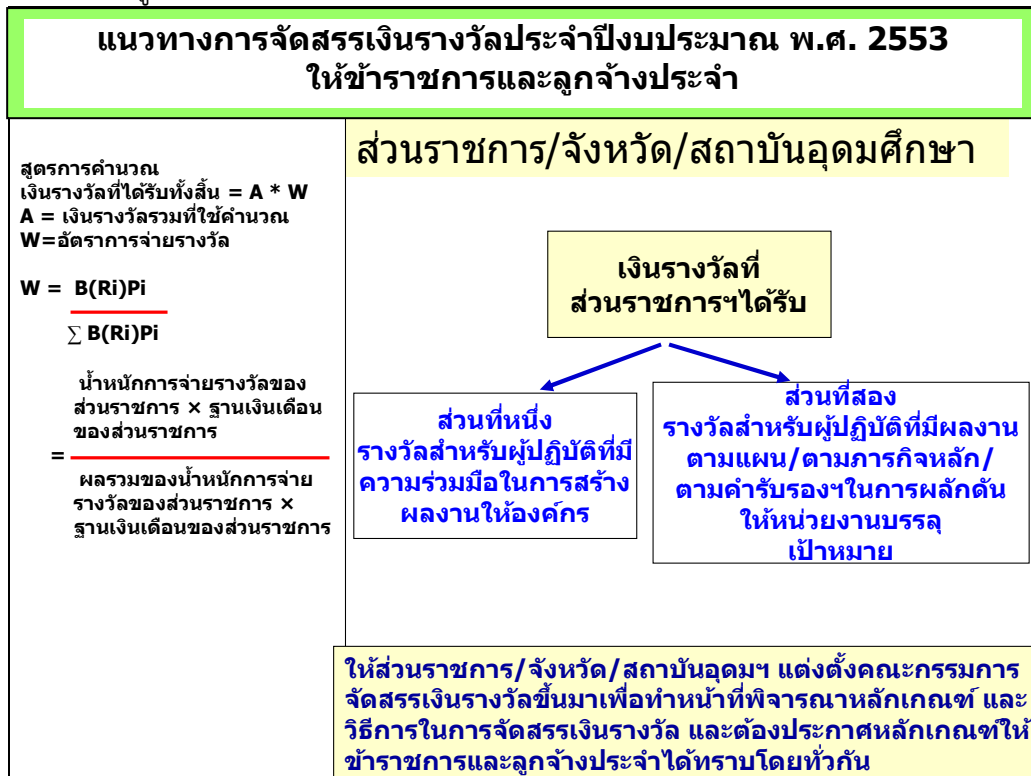 แนวทางการจัดสรรเงินรางวัลประจำปีงบประมาณ พ.ศ. 2553
ให้ข้าราชการและลูกจ้างประจำ
สูตรการคำนวณ
เงินรางวัลที่ได้รับทั้งสิ้น = A * W
A = เงินรางวัลรวมที่ใช้คำนวณ
W=อัตราการจ่ายรางวัล
W = B(Ri)Pi
∑ B(Ri)Pi
น้ำหนักการจ่ายรางวัลของ
ส่วนราชการ × ฐานเงินเดือน
ของส่วนราชการ
=
ผลรวมของน้ำหนักการจ่าย
รางวัลของส่วนราชการ ×
ฐานเงินเดือนของส่วนราชการ
ส่วนราชการ/จังหวัด/สถาบันอุดมศึกษา
เงินรางวัลที่
ส่วนราชการฯได้รับ
ส่วนที่หนึ่ง
รางวัลสำหรับผู้ปฏิบัติที่มี
ความร่วมมือในการสร้าง
ผลงานให้องค์กร
ส่วนที่สอง
รางวัลสำหรับผู้ปฏิบัติที่มีผลงาน
ตามแผน/ตามภารกิจหลัก/
ตามคำรับรองฯในการผลักดัน
ให้หน่วยงานบรรลุ
เป้าหมาย
ให้ส่วนราชการ/จังหวัด/สถาบันอุดมฯ แต่งตั้งคณะกรรมการ
จัดสรรเงินรางวัลขึ้นมาเพื่อทำหน้าที่พิจารณาหลักเกณฑ์ และ
วิธีการในการจัดสรรเงินรางวัล และต้องประกาศหลักเกณฑ์ให้
ข้าราชการและลูกจ้างประจำได้ทราบโดยทั่วกัน